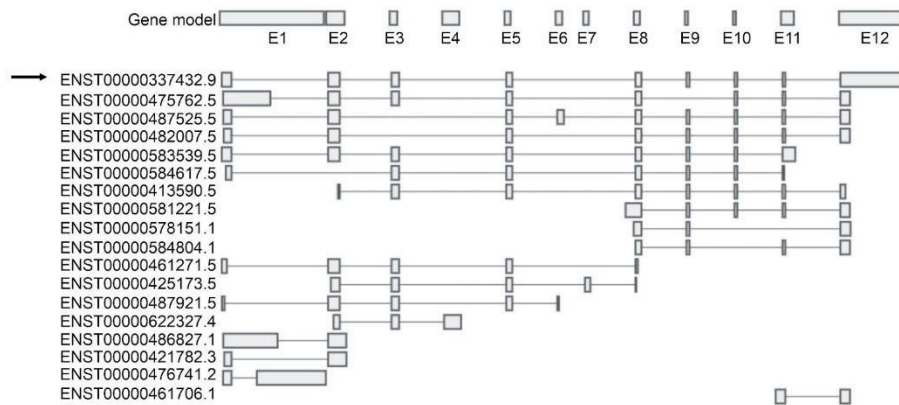 Gene model
E1 E2 E3 E4 E5 E6 E7 E8 E9 E10 E11 E12
ENST00000337432.9
ENST00000475762.5
ENST00000487525.5
ENST00000482007.5
ENST00000583539.5
ENST00000584617.5
ENST00000413590.5
ENST00000581221.5
ENST00000578151.1
ENST00000584804.1
ENST00000461271.5
ENST00000425173.5
ENST00000487921.5
ENST00000622327.4
ENST00000486827.1
ENST00000421782.3
ENST00000476741.2
ENST00000461706.1